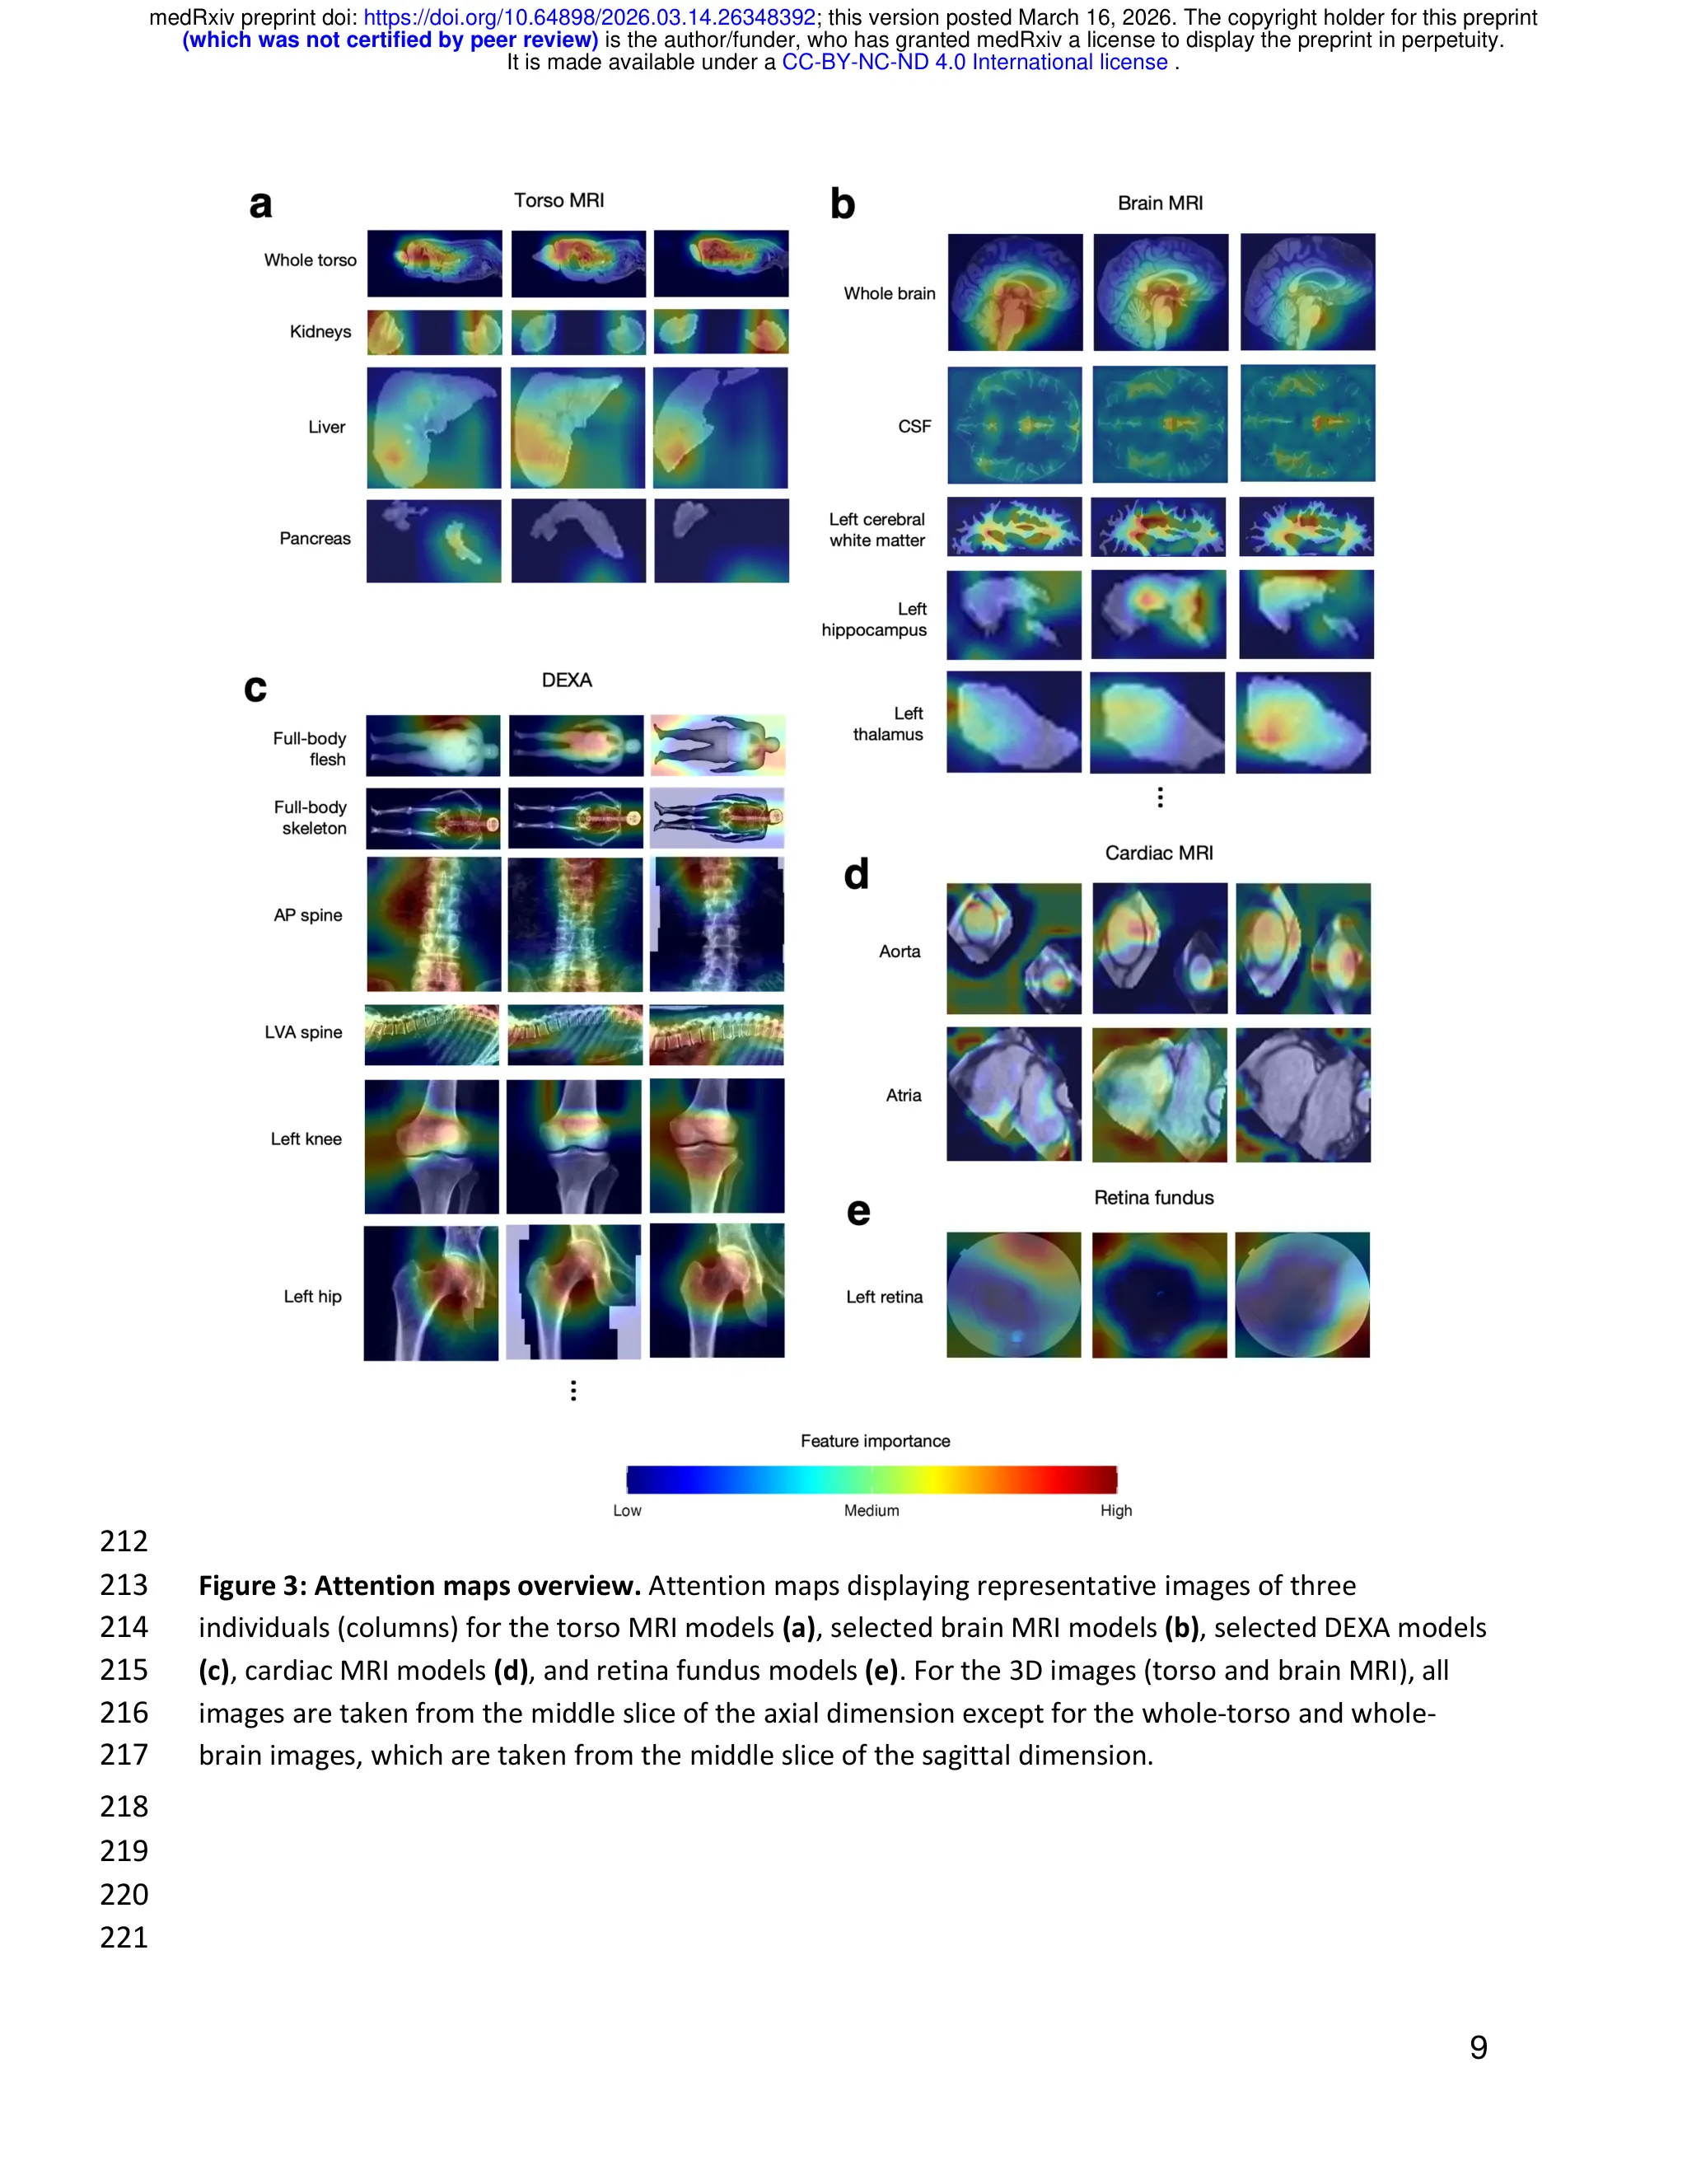 medRxiv preprint doi: https://doi.org/10.64898/2026.03.14.26348392; this version posted March 16, 2026. The copyright holder for this preprint
(which was not certified by peer review) is the author/funder, who has granted medRxiv a license to display the preprint in perpetuity.
It is made available under a CC-BY-NC-ND 4.0 International license .
a
Torso MRI
Whole torso
Kidneys
Liver
Pancreas
b
Brain MRI
Whole brain
CSF
Left cerebral
white matter
Left
hippocampus
Left
thalamus
⋮
c
DEXA
Full-body
flesh
Full-body
skeleton
AP spine
LVA spine
Left knee
Left hip
⋮
d
Cardiac MRI
Aorta
Atria
e
Retina fundus
Left retina
Feature importance
Low Medium High
212
213 Figure 3: Attention maps overview. Attention maps displaying representative images of three
214 individuals (columns) for the torso MRI models (a), selected brain MRI models (b), selected DEXA models
215 (c), cardiac MRI models (d), and retina fundus models (e). For the 3D images (torso and brain MRI), all
216 images are taken from the middle slice of the axial dimension except for the whole-torso and whole-
217 brain images, which are taken from the middle slice of the sagittal dimension.
218
219
220
221
9